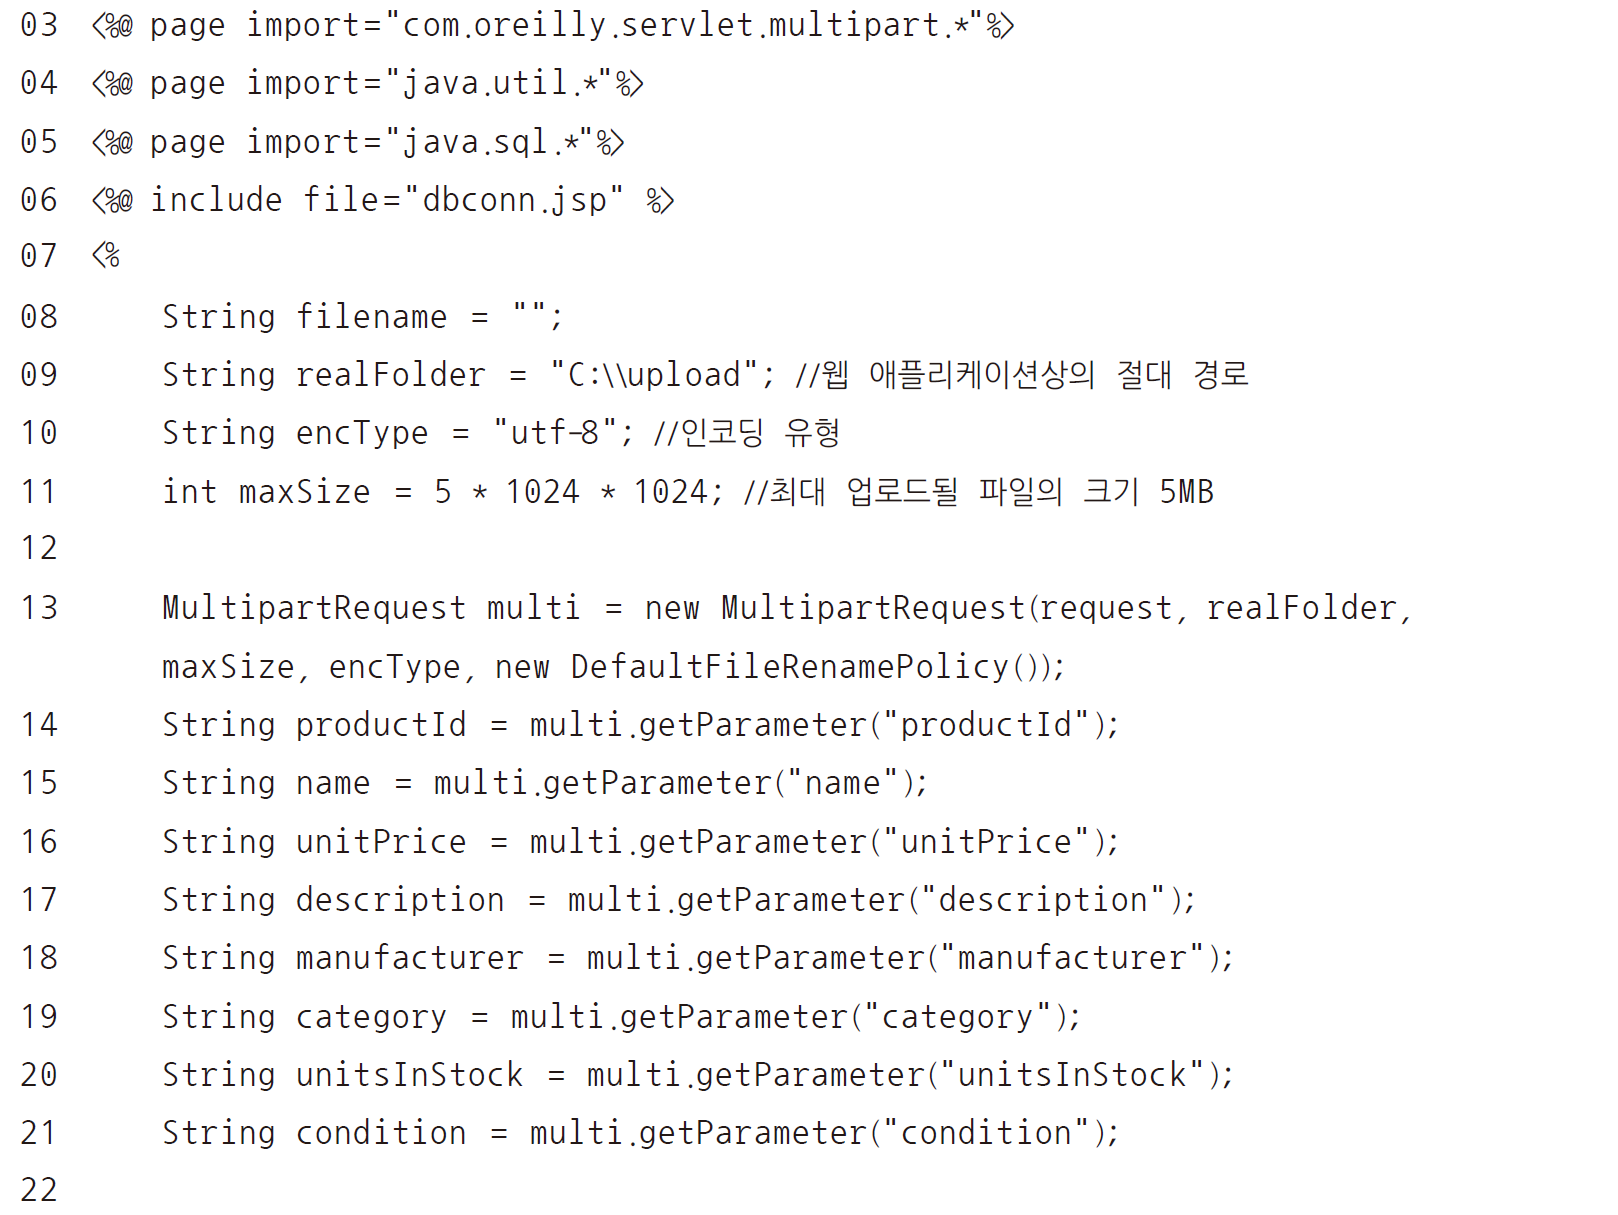 03 <%@ page import="com.oreilly.servlet.multipart.*"%>
04 <%@ page import="java.util.*"%>
05 <%@ page import="java.sql.*"%>
06 <%@ include file="dbconn.jsp" %>
07 <%
08 String filename = "";
09 String realFolder = "C:\\upload"; //웹 애플리케이션상의 절대 경로
10 String encType = "utf-8"; //인코딩 유형
11 int maxSize = 5 * 1024 * 1024; //최대 업로드될 파일의 크기 5MB
12
13 MultipartRequest multi = new MultipartRequest(request, realFolder,
maxSize, encType, new DefaultFileRenamePolicy());
14 String productId = multi.getParameter("productId");
15 String name = multi.getParameter("name");
16 String unitPrice = multi.getParameter("unitPrice");
17 String description = multi.getParameter("description");
18 String manufacturer = multi.getParameter("manufacturer");
19 String category = multi.getParameter("category");
20 String unitsInStock = multi.getParameter("unitsInStock");
21 String condition = multi.getParameter("condition");
22